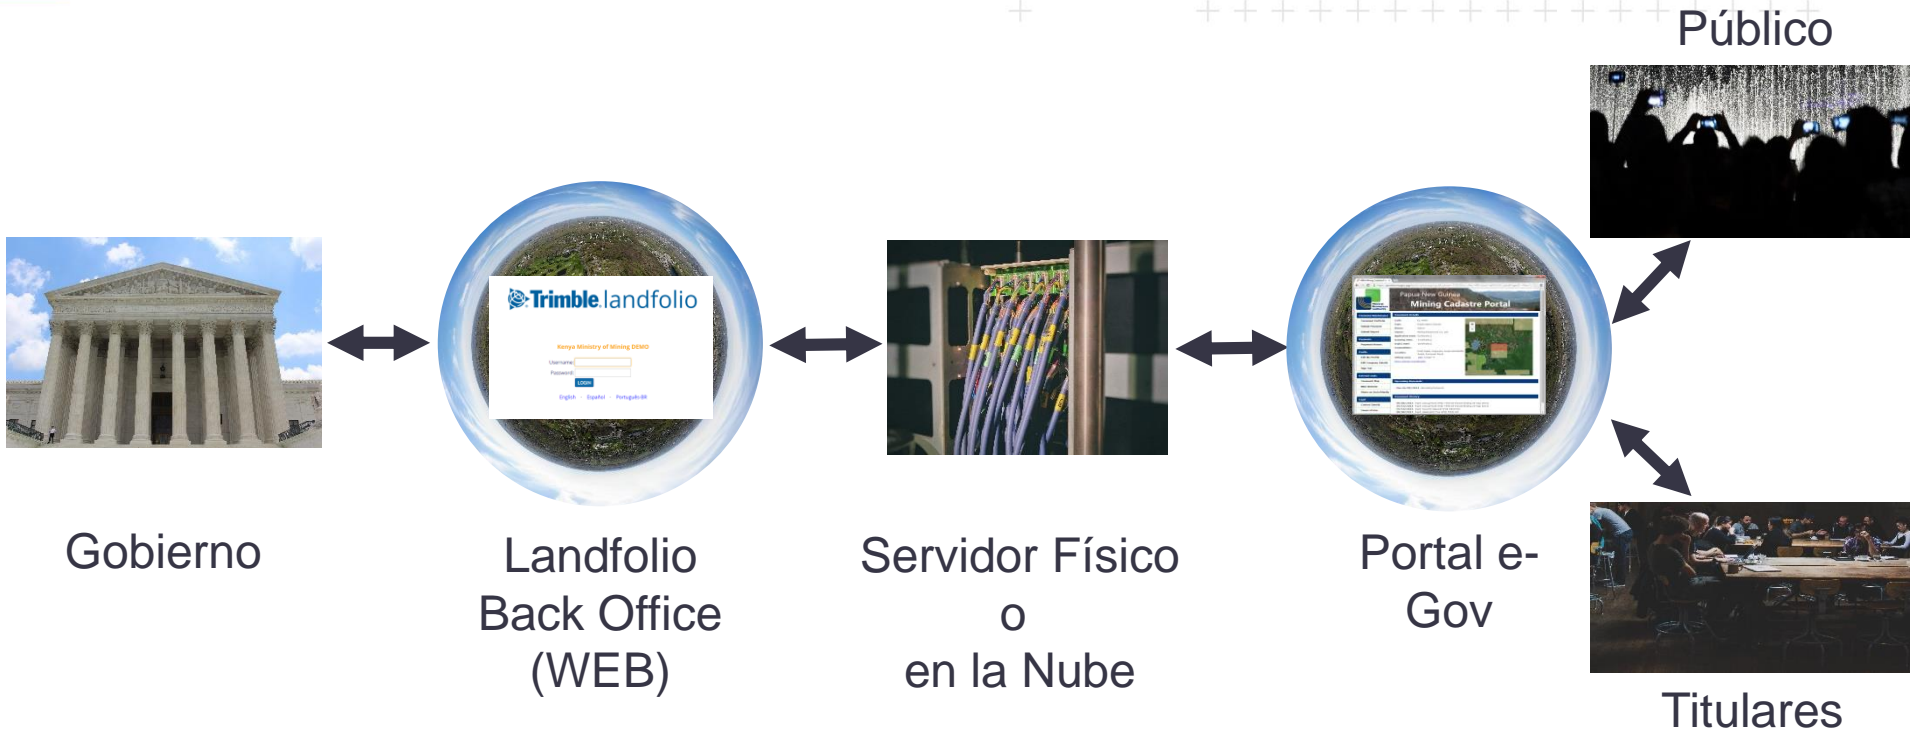 Público
Trimble.landfolio
Kenya Ministry of Mining DEMO
Username:
Password:
LOGIN
English · Español · Português-BR
Papua New Guinea
Mining Cadastre Portal
Gobierno
Landfolio
Back Office
(WEB)
Servidor Físico
o
en la Nube
Portal e-
Gov
Titulares